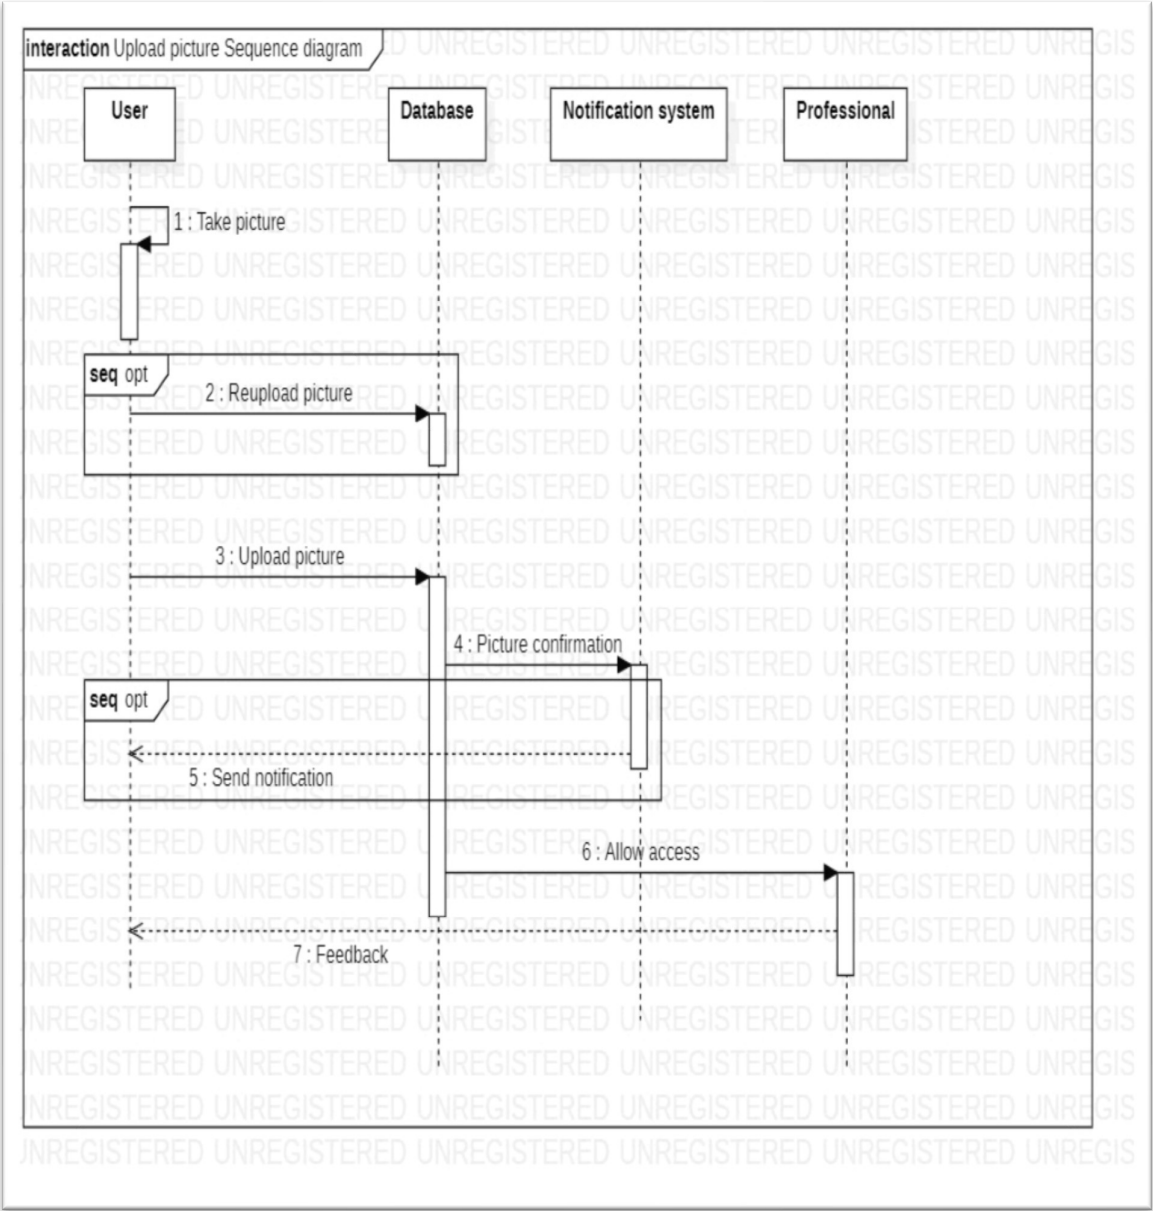 interaction Upload picture Sequence diagram
User
Database
Notification system
Professional
1 : Take picture
seq opt
2 : Reupload picture
3 : Upload picture
4 : Picture confirmation
seq opt
5 : Send notification
6 : Allow access
7 : Feedback
UNREGISTERED